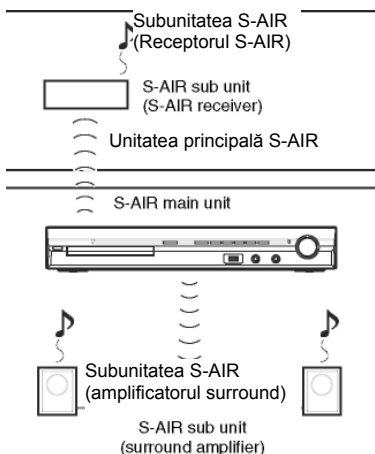 Subunitatea S-AIR
(Receptorul S-AIR)
S-AIR sub unit
(S-AIR receiver)
Unitatea principală S-AIR
S-AIR main unit
Subunitatea S-AIR
(amplificatorul surround)
S-AIR sub unit
(surround amplifier)